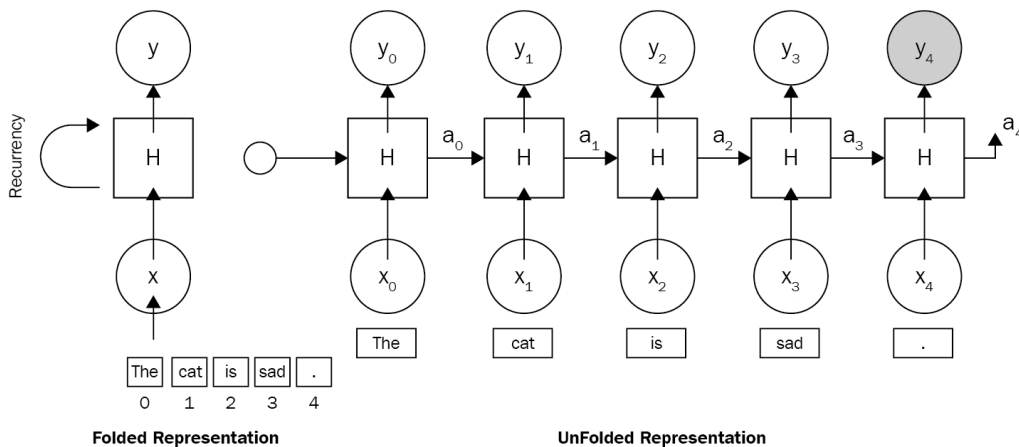 y y₀ y₁ y₂ y₃ y₄
Recurrency
H H a₀ H a₁ H a₂ H a₃ H a₄
x x₀ x₁ x₂ x₃ x₄
The cat is sad .
The cat is sad .
0 1 2 3 4
Folded Representation
UnFolded Representation